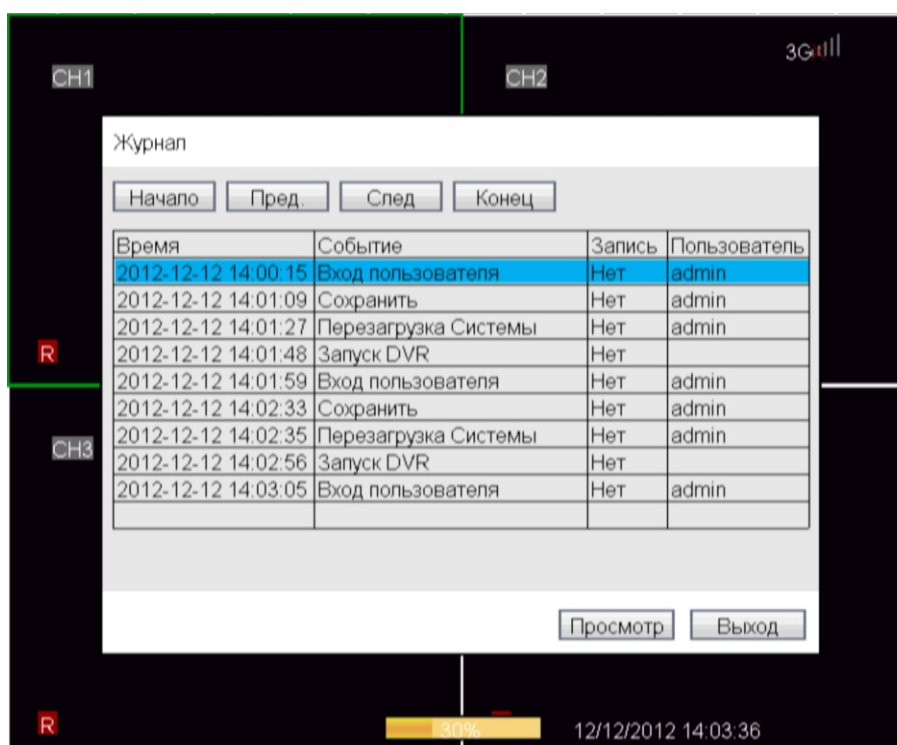 3G
CH1
CH2
Журнал
Начало Пред. След Конец
Время Событие Запись Пользователь
2012-12-12 14:00:15 Вход пользователя Нет admin
2012-12-12 14:01:09 Сохранить Нет admin
2012-12-12 14:01:27 Перезагрузка Системы Нет admin
2012-12-12 14:01:48 Запуск DVR Нет
2012-12-12 14:01:59 Вход пользователя Нет admin
2012-12-12 14:02:33 Сохранить Нет admin
2012-12-12 14:02:35 Перезагрузка Системы Нет admin
2012-12-12 14:02:56 Запуск DVR Нет
2012-12-12 14:03:05 Вход пользователя Нет admin
R
CH3
Просмотр Выход
R
30% 12/12/2012 14:03:36